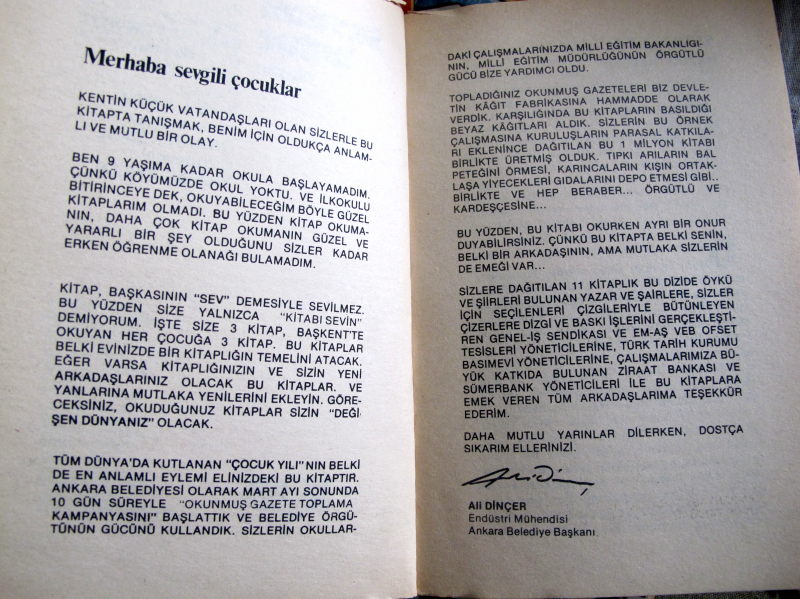 Merhaba sevgili çocuklar
KENTİN KÜÇÜK VATANDAŞLARI OLAN SİZLERLE BU
KİTAPTA TANIŞMAK, BENİM İÇİN OLDUKÇA ANLAM-
LI VE MUTLU BİR OLAY.
BEN 9 YAŞIMA KADAR OKULA BAŞLAYAMADIM.
ÇÜNKÜ KÖYÜMÜZDE OKUL YOKTU. VE İLKOKULU
BİTİRİNCEYE DEK, OKUYABİLECEĞİM BÖYLE GÜZEL
KİTAPLARIM OLMADI. BU YÜZDEN KİTAP OKUMA-
NIN, DAHA ÇOK KİTAP OKUMANIN GÜZEL VE
YARARLI BİR ŞEY OLDUĞUNU SİZLER KADAR
ERKEN ÖĞRENME OLANAĞI BULAMADIM.
KİTAP, BAŞKASININ "SEV" DEMESİYLE SEVİLMEZ.
BU YÜZDEN SİZE YALNIZCA "KİTABI SEVİN"
DEMİYORUM. İŞTE SİZE 3 KİTAP, BAŞKENT'TE
OKUYAN HER ÇOCUĞA 3 KİTAP. BU KİTAPLAR
BELKİ EVİNİZDE BİR KİTAPLIĞIN TEMELİNİ ATACAK.
EĞER VARSA KİTAPLIĞINIZIN VE SİZİN YENİ
ARKADAŞLARINIZ OLACAK BU KİTAPLAR. VE
YANLARINA MUTLAKA YENİLERİNİ EKLEYİN. GÖRE-
CEKSİNİZ, OKUDUĞUNUZ KİTAPLAR SİZİN "DEĞİ-
ŞEN DÜNYANIZ" OLACAK.
TÜM DÜNYA'DA KUTLANAN "ÇOCUK YILI"NIN BELKİ
DE EN ANLAMLI EYLEMİ ELİNİZDEKİ BU KİTAPTIR.
ANKARA BELEDİYESİ OLARAK MART AYI SONUNDA
10 GÜN SÜREYLE "OKUNMUŞ GAZETE TOPLAMA
KAMPANYASINI" BAŞLATTIK VE BELEDİYE ÖRGÜ-
TÜNÜN GÜCÜNÜ KULLANDIK. SİZLERİN OKULLAR-
DAKİ ÇALIŞMALARINIZDA MİLLİ EĞİTİM BAKANLIGI-
NIN, MİLLİ EĞİTİM MÜDÜRLÜĞÜNÜN ÖRGÜTLÜ
GÜCÜ BİZE YARDIMCI OLDU.
TOPLADIĞINIZ OKUNMUŞ GAZETELERİ BİZ DEVLE-
TİN KÂĞIT FABRİKASINA HAMMADDE OLARAK
VERDİK. KARŞILIĞINDA BU KİTAPLARIN BASILDIĞI
BEYAZ KÂĞITLARI ALDIK. SİZLERİN BU ÖRNEK
ÇALIŞMASINA KURULUŞLARIN PARASAL KATKILA-
RI EKLENİNCE DAĞITILAN BU 1 MİLYON KİTABI
BİRLİKTE ÜRETMİŞ OLDUK. TIPKI ARILARIN BAL
PETEĞİNİ ÖRMESİ, KARINCALARIN KIŞIN ORTAK-
LAŞA YİYECEKLERİ GIDALARINI DEPO ETMESİ GİBİ..
BİRLİKTE VE HEP BERABER... ÖRGÜTLÜ VE
KARDEŞÇESİNE...
BU YÜZDEN, BU KİTABI OKURKEN AYRI BİR ONUR
DUYABİLİRSİNİZ. ÇÜNKÜ BU KİTAPTA BELKİ SENİN,
BELKİ BİR ARKADAŞININ, AMA MUTLAKA SİZLERİN
DE EMEĞİ VAR...
SİZLERE DAĞITILAN 11 KİTAPLIK BU DİZİDE ÖYKÜ
VE ŞİİRLERİ BULUNAN YAZAR VE ŞAİRLERE, SİZLER
İÇİN SEÇİLENLERİ ÇİZGİLERİYLE BÜTÜNLEYEN
ÇİZERLERE DİZGİ VE BASKI İŞLERİNİ GERÇEKLEŞTİ-
REN GENEL-İŞ SENDİKASI VE EM-AŞ VEB OFSET
TESİSLERİ YÖNETİCİLERİNE, TÜRK TARİH KURUMU
BASIMEVİ YÖNETİCİLERİNE, ÇALIŞMALARIMIZA BÜ-
YÜK KATKIDA BULUNAN ZİRAAT BANKASI VE
SÜMERBANK YÖNETİCİLERİ İLE BU KİTAPLARA
EMEK VEREN TÜM ARKADAŞLARIMA TEŞEKKÜR
EDERİM.
DAHA MUTLU YARINLAR DİLERKEN, DOSTÇA
SIKARIM ELLERİNİZİ.
Ali DİNÇER
Endüstri Mühendisi
Ankara Belediye Başkanı